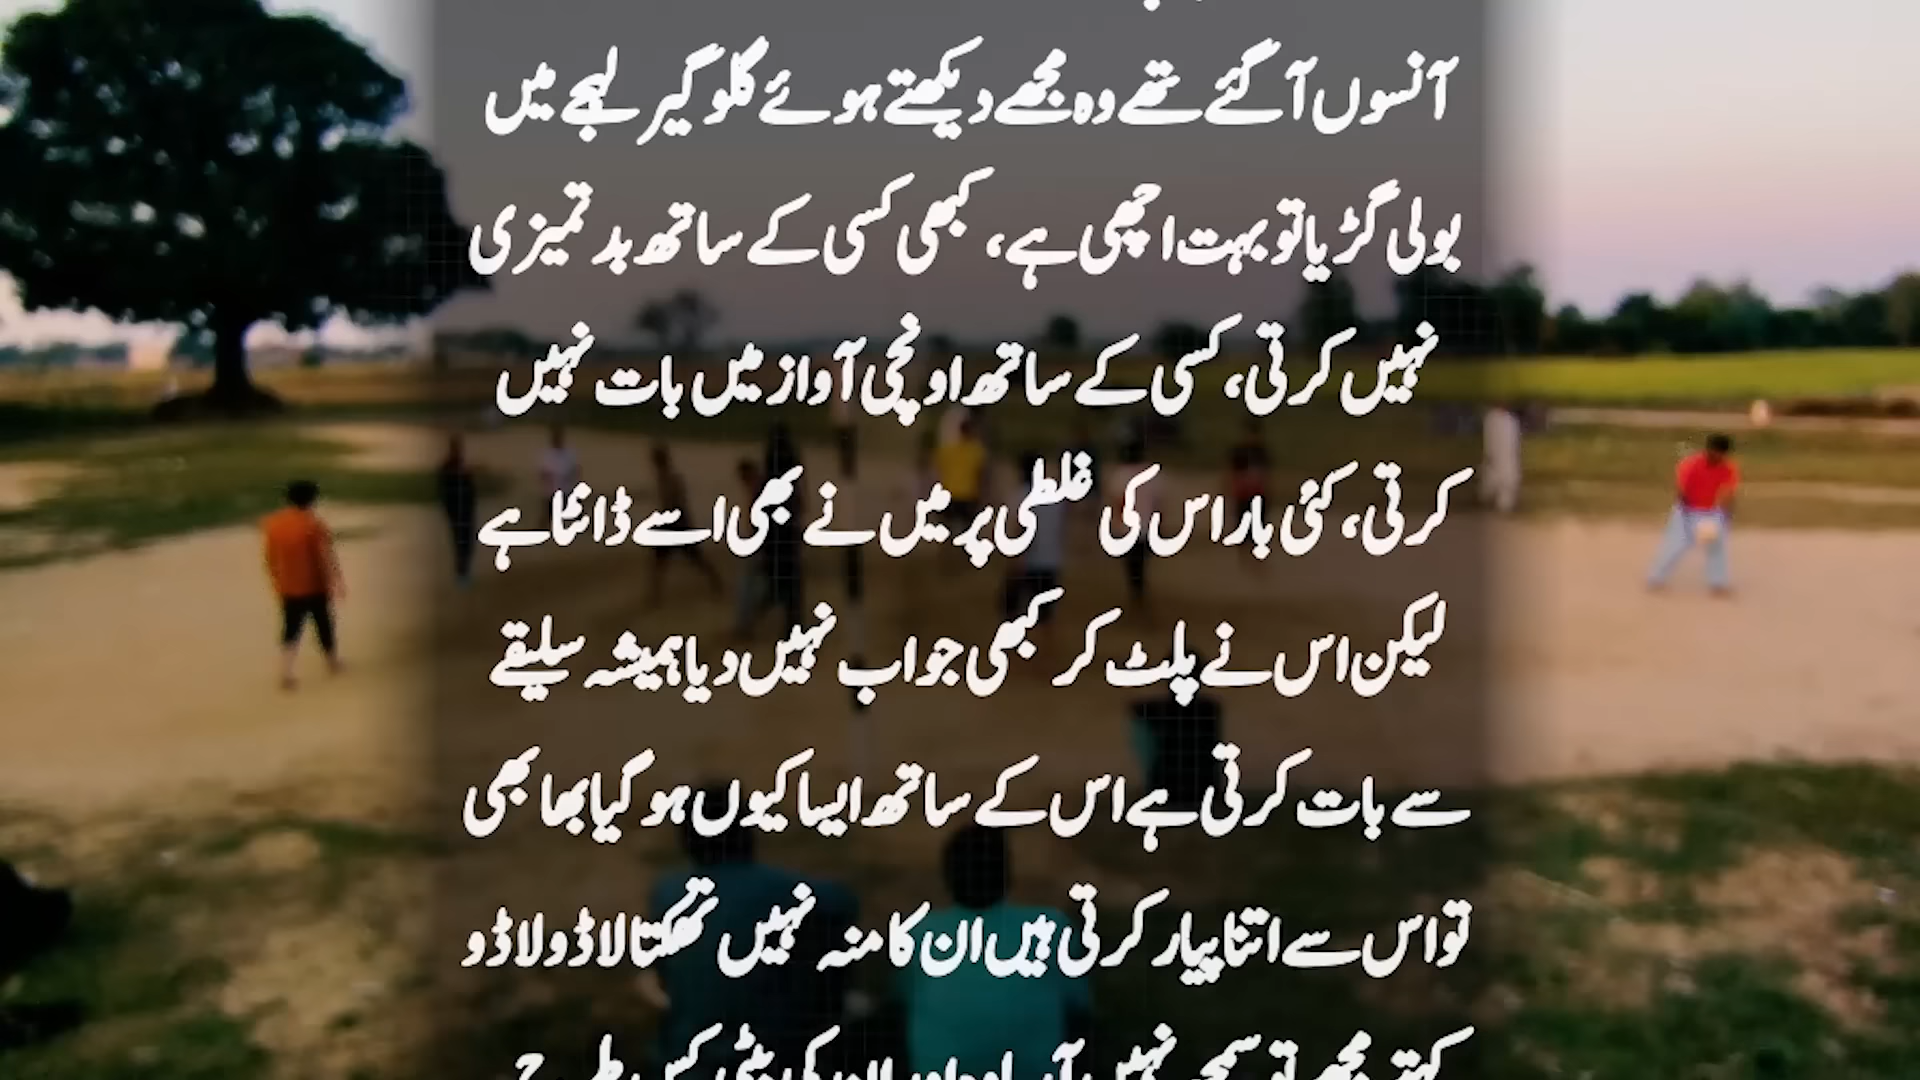 آنسوں آ گئے تھے وہ مجھے دیکھتے ہوئے گلو گیر لہجے میں
بولی گڑیا تو بہت اچھی ہے، کبھی کسی کے ساتھ بد تمیزی
نہیں کرتی، کسی کے ساتھ اونچی آواز میں بات نہیں
کرتی، کئی بار اس کی غلطی پر میں نے بھی اسے ڈانٹا ہے
لیکن اس نے پلٹ کر کبھی جواب نہیں دیا ہمیشہ سلیقے
سے بات کرتی ہے اس کے ساتھ ایسا کیوں ہو گیا بھابھی
تو اس سے اتنا پیار کرتی ہیں ان کا منہ نہیں تھکتا لاڈو لاڈو